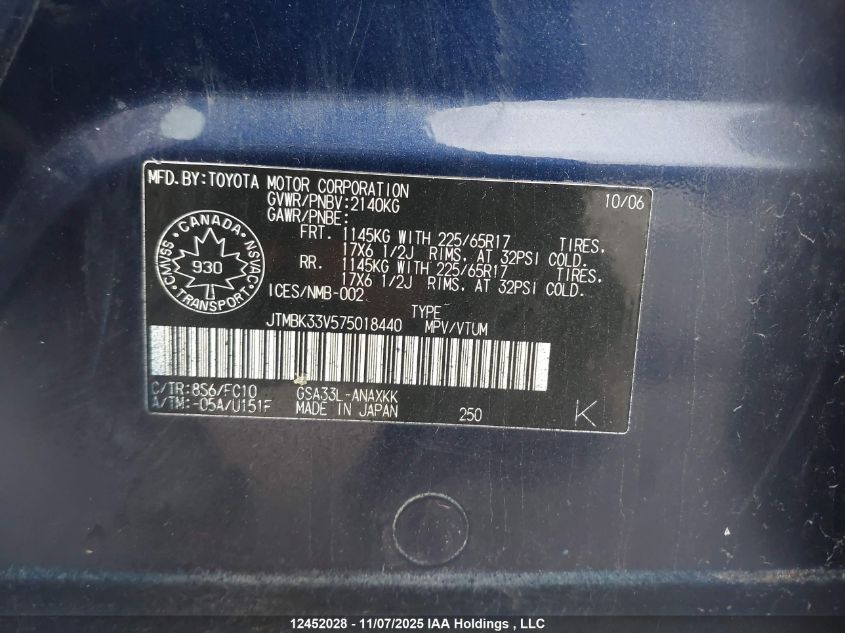 MFD.BY:TOYOTA MOTOR CORPORATION 10/06
GVWR/PNBV:2140KG
GAWR/PNBE:
FRT. 1145KG WITH 225/65R17 TIRES,
17X6 1/2J RIMS, AT 32PSI COLD.
RR. 1145KG WITH 225/65R17 TIRES,
17X6 1/2J RIMS, AT 32PSI COLD.
ICES/NMB-002
CANADA
CMVSS NSVAC
930
TRANSPORT
TYPE
JTMBK33V575018440 MPV/VTUM
C/TR:8S6/FC10 GSA33L-ANAXKK
A/TM:-05A/U151F MADE IN JAPAN 250 K
12452028 - 11/07/2025 IAA Holdings , LLC